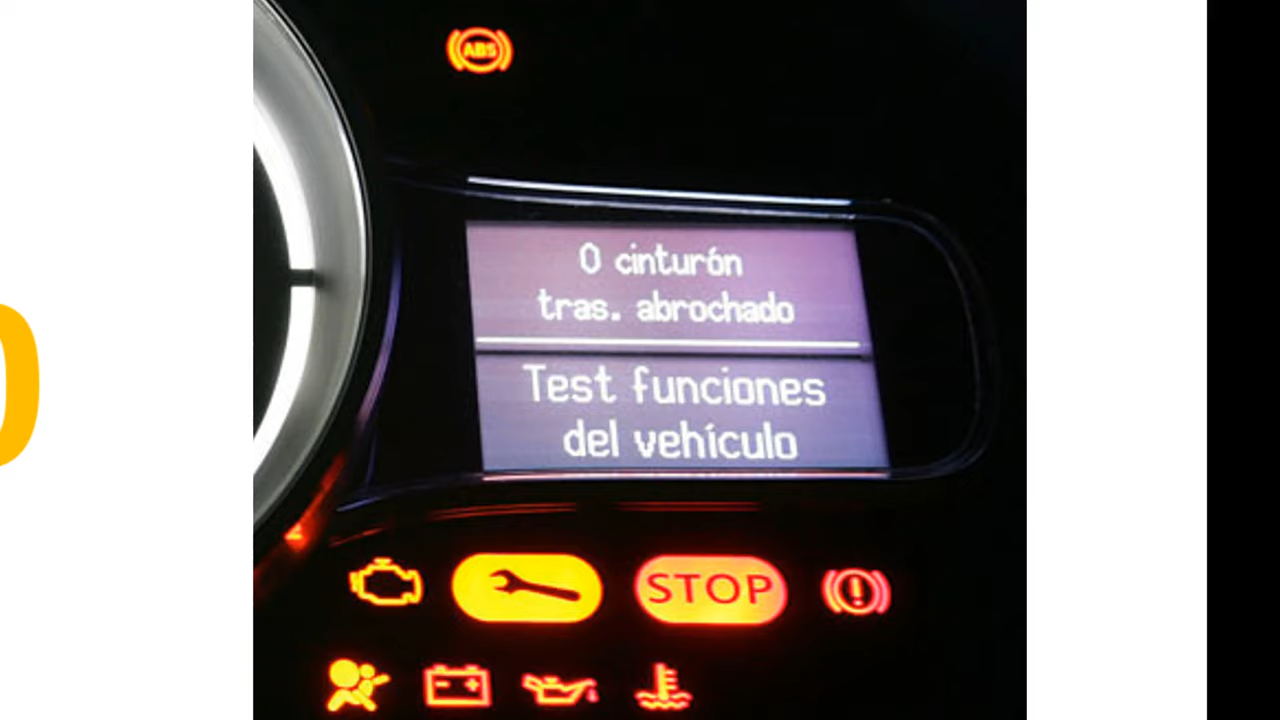 ABS
0 cinturón
tras. abrochado
Test funciones
del vehículo
STOP